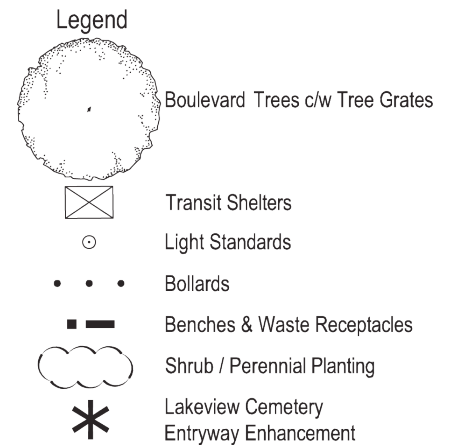 Legend
Boulevard Trees c/w Tree Grates
Transit Shelters
Light Standards
Bollards
Benches & Waste Receptacles
Shrub / Perennial Planting
Lakeview Cemetery
Entryway Enhancement